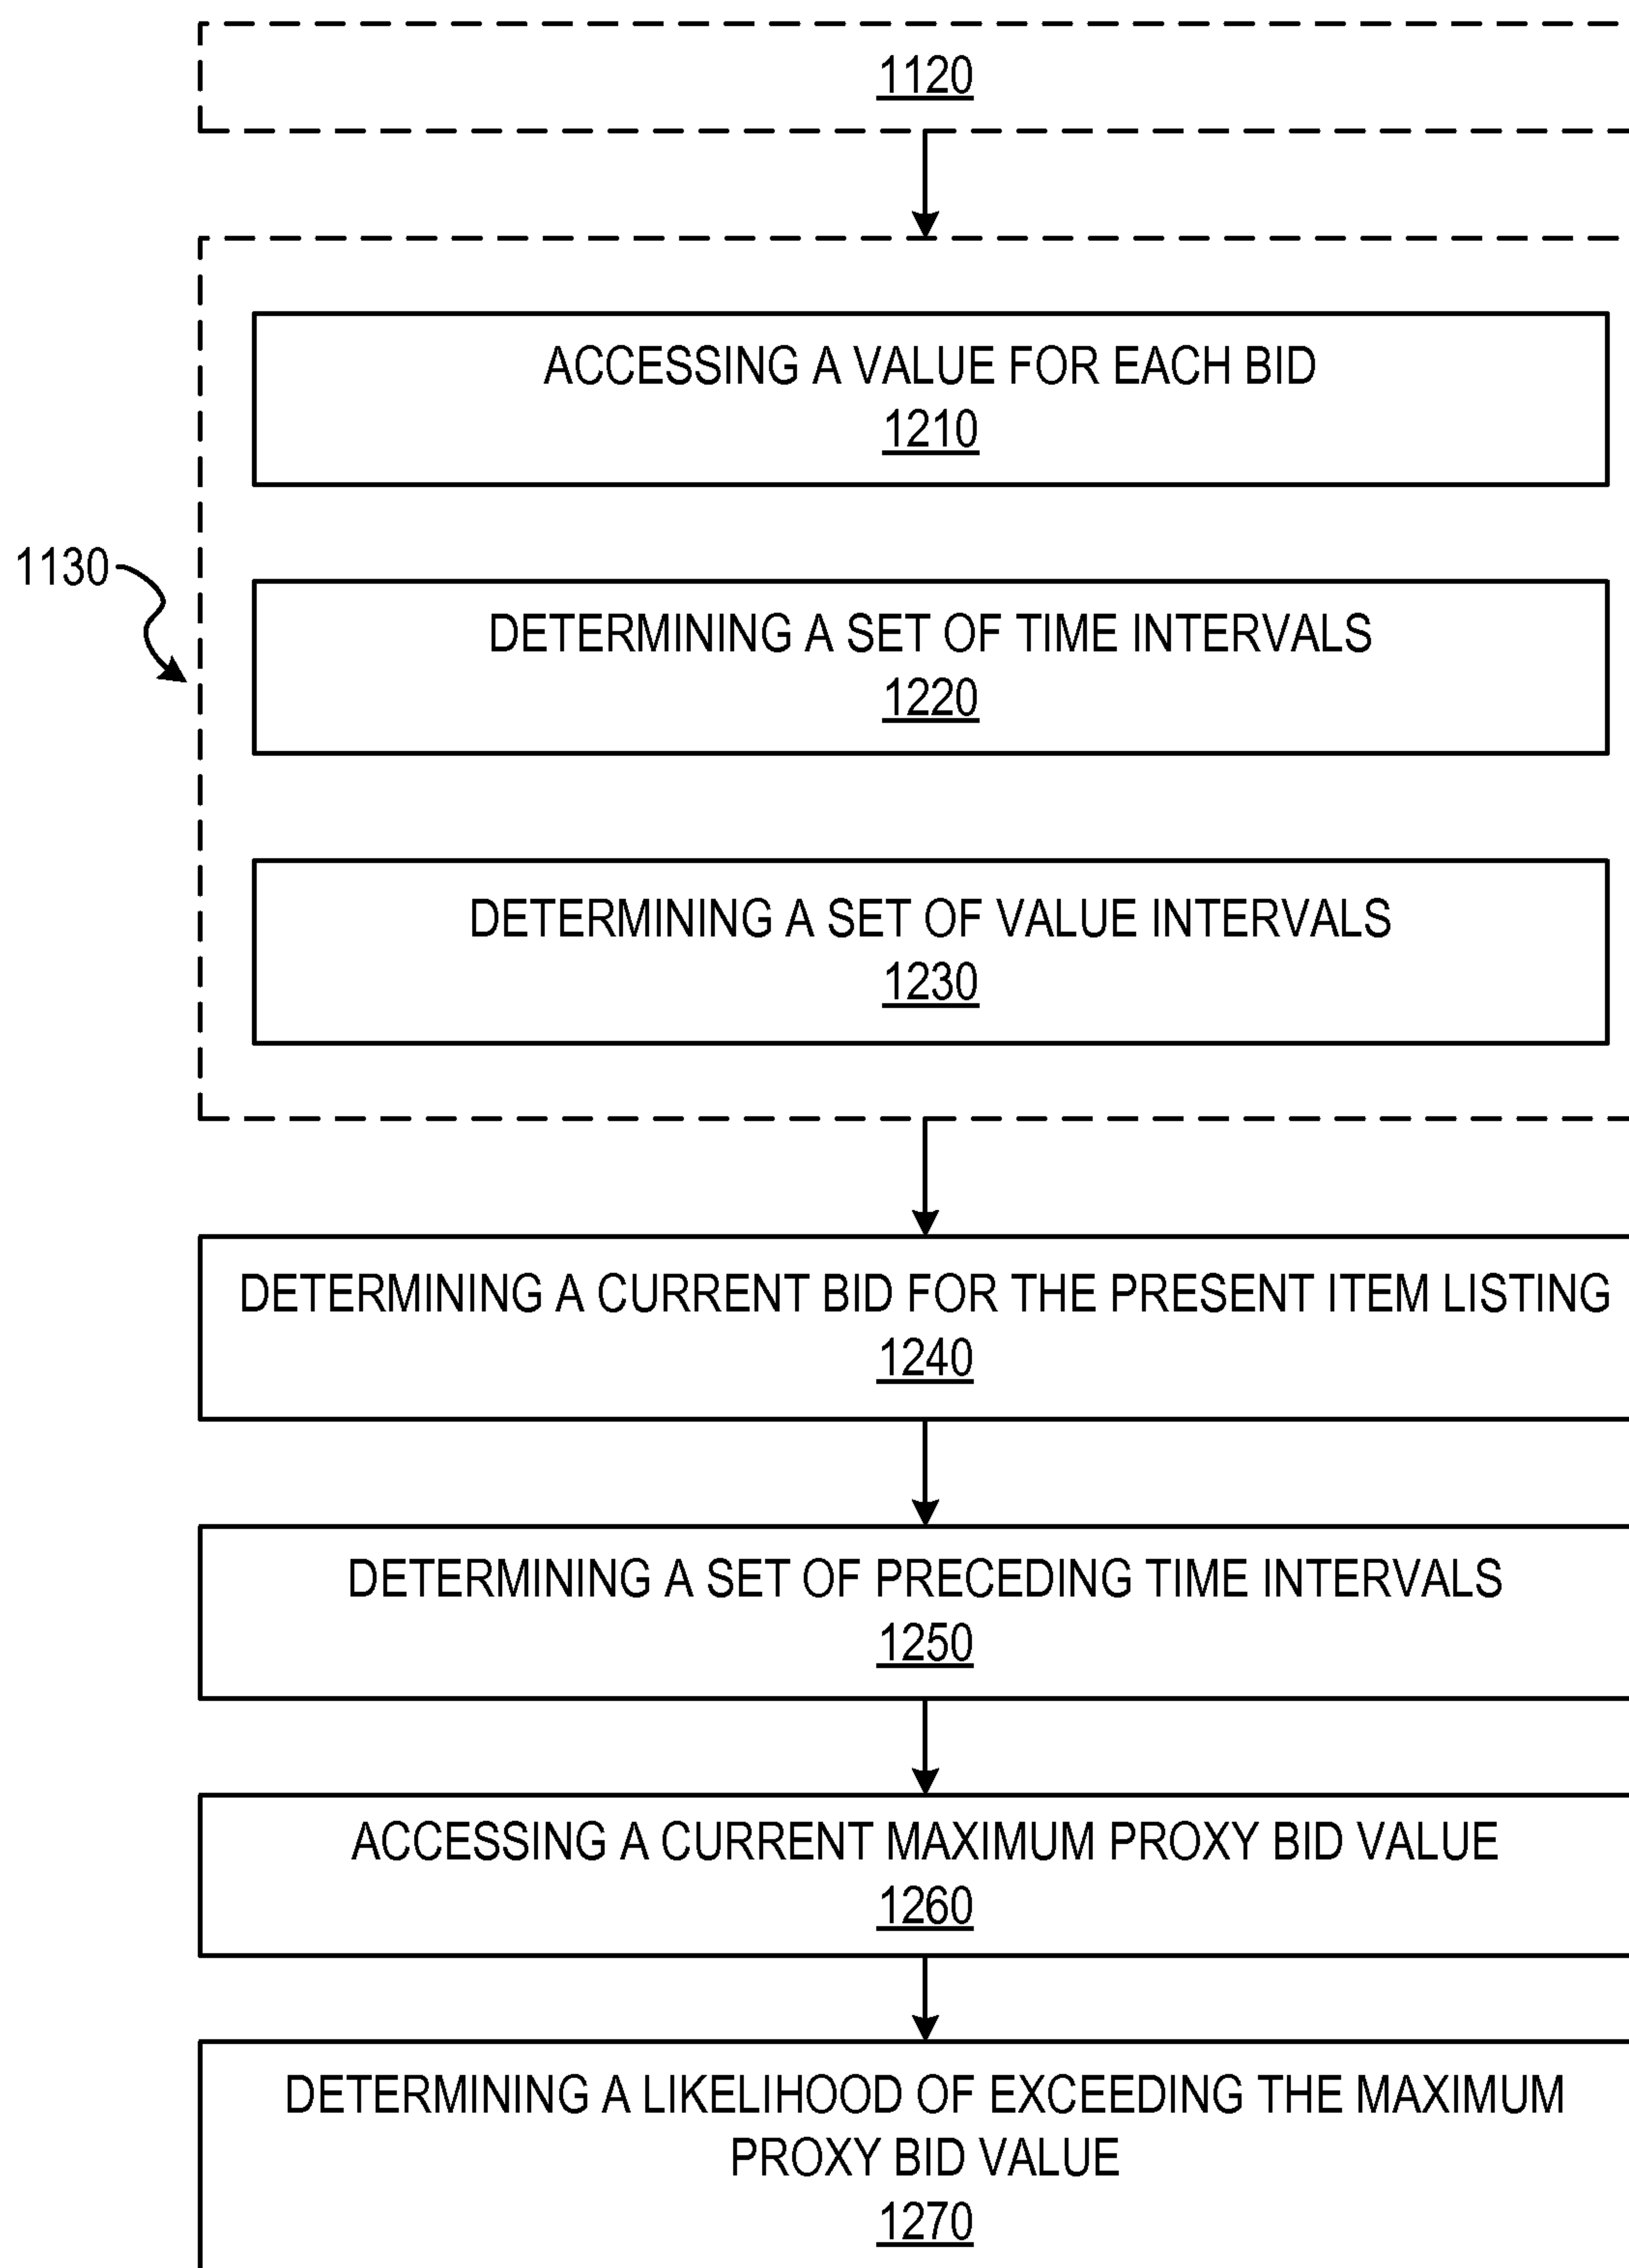 1120
ACCESSING A VALUE FOR EACH BID
1210
1130
DETERMINING A SET OF TIME INTERVALS
1220
DETERMINING A SET OF VALUE INTERVALS
1230
DETERMINING A CURRENT BID FOR THE PRESENT ITEM LISTING
1240
DETERMINING A SET OF PRECEDING TIME INTERVALS
1250
ACCESSING A CURRENT MAXIMUM PROXY BID VALUE
1260
DETERMINING A LIKELIHOOD OF EXCEEDING THE MAXIMUM
PROXY BID VALUE
1270